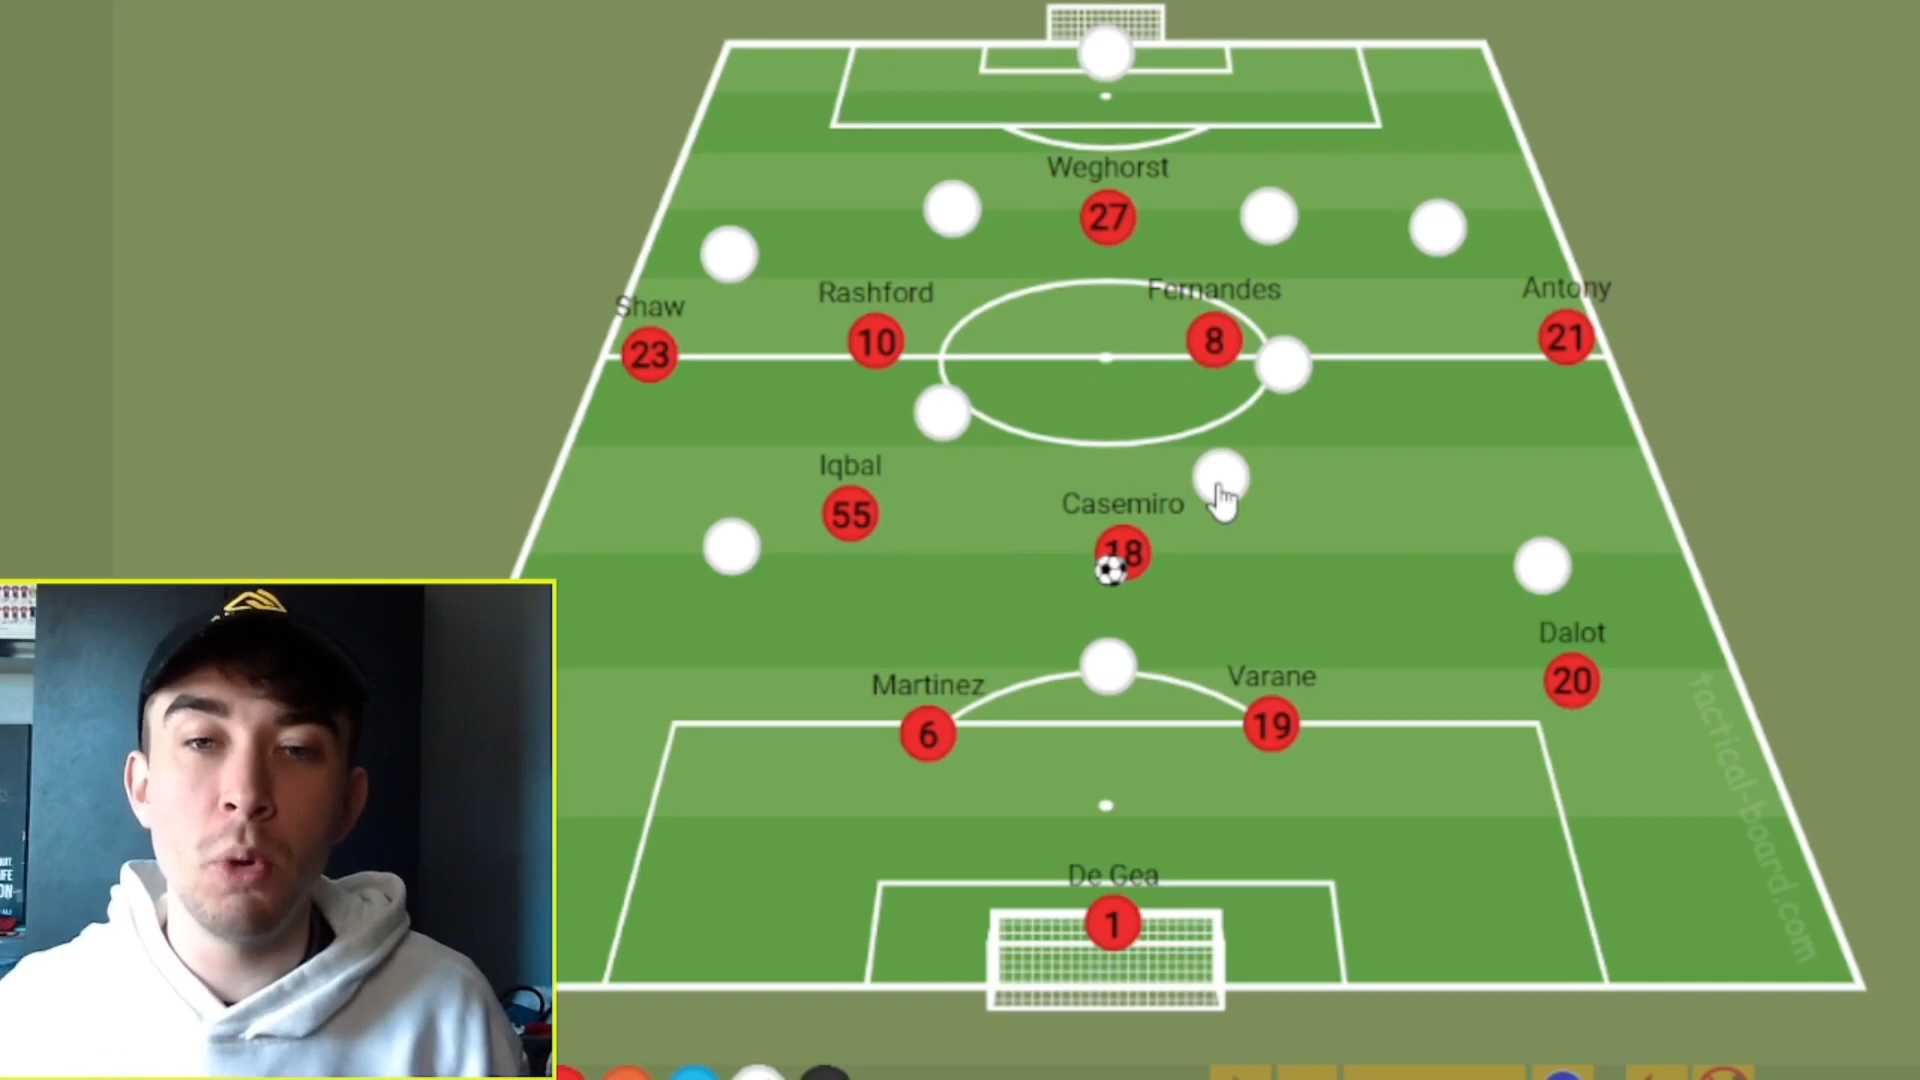 Weghorst
27
Shaw
23
Rashford
10
Fernandes
8
Antony
21
Iqbal
55
Casemiro
18
Martinez
6
Varane
19
Dalot
20
De Gea
1
tactical-board.com